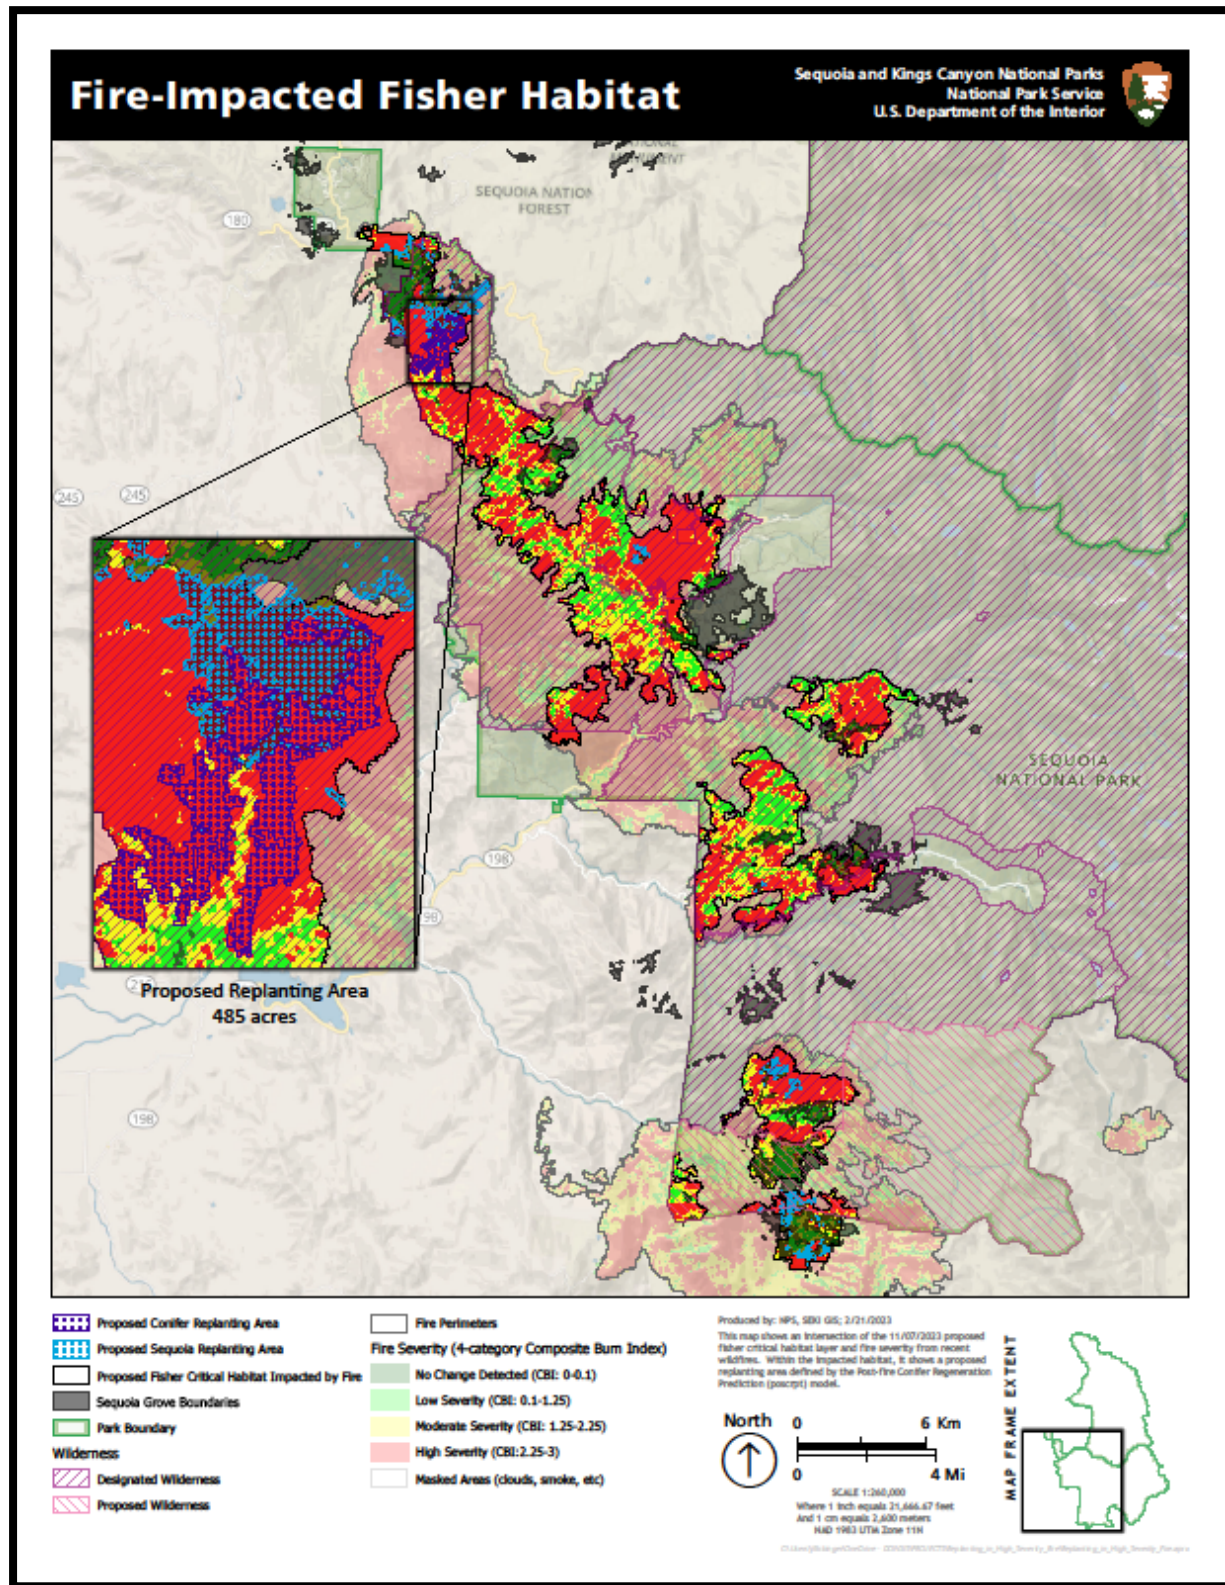 Fire-Impacted Fisher Habitat
Sequoia and Kings Canyon National Parks
National Park Service
U.S. Department of the Interior
MONUMENT
SEQUOIA NATION
FOREST
180
245
245
SEQUOIA
NATIONAL PARK
198
98
Proposed Replanting Area
485 acres
198
Proposed Conifer Replanting Area
Proposed Sequoia Replanting Area
Proposed Fisher Critical Habitat Impacted by Fire
Sequoia Grove Boundaries
Park Boundary
Wilderness
Designated Wilderness
Proposed Wilderness
Fire Perimeters
Fire Severity (4-category Composite Burn Index)
No Change Detected (CBI: 0-0.1)
Low Severity (CBI: 0.1-1.25)
Moderate Severity (CBI: 1.25-2.25)
High Severity (CBI:2.25-3)
Masked Areas (clouds, smoke, etc)
Produced by: NPS, SEKI GIS; 2/21/2023
This map shows an intersection of the 11/07/2023 proposed
fisher critical habitat layer and fire severity from recent
wildfires. Within the impacted habitat, it shows a proposed
replanting area defined by the Post-fire Conifer Regeneration
Prediction (poscrpt) model.
North
0 6 Km
0 4 Mi
SCALE 1:260,000
Where 1 inch equals 21,666.67 feet
And 1 cm equals 2,600 meters
NAD 1983 UTM Zone 11N
MAP FRAME EXTENT